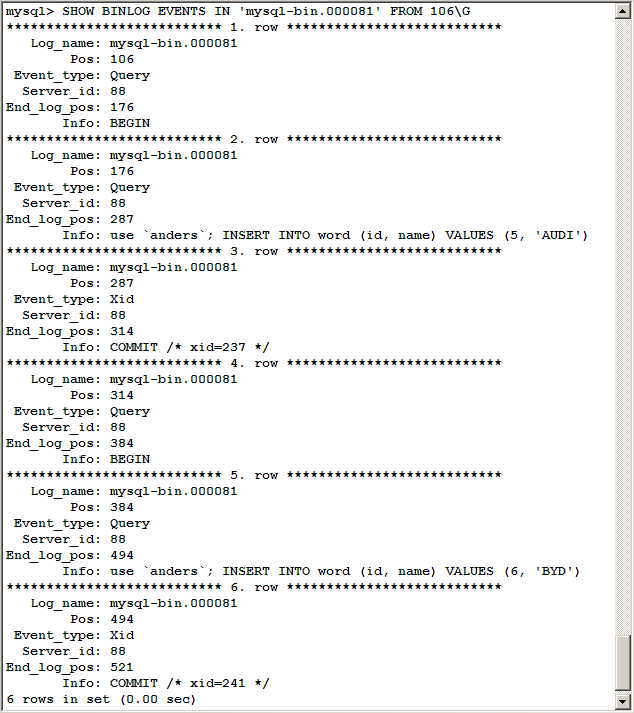 mysql> SHOW BINLOG EVENTS IN 'mysql-bin.000081' FROM 106\G
*************************** 1. row ***************************
Log_name: mysql-bin.000081
Pos: 106
Event_type: Query
Server_id: 88
End_log_pos: 176
Info: BEGIN
*************************** 2. row ***************************
Log_name: mysql-bin.000081
Pos: 176
Event_type: Query
Server_id: 88
End_log_pos: 287
Info: use `anders`; INSERT INTO word (id, name) VALUES (5, 'AUDI')
*************************** 3. row ***************************
Log_name: mysql-bin.000081
Pos: 287
Event_type: Xid
Server_id: 88
End_log_pos: 314
Info: COMMIT /* xid=237 */
*************************** 4. row ***************************
Log_name: mysql-bin.000081
Pos: 314
Event_type: Query
Server_id: 88
End_log_pos: 384
Info: BEGIN
*************************** 5. row ***************************
Log_name: mysql-bin.000081
Pos: 384
Event_type: Query
Server_id: 88
End_log_pos: 494
Info: use `anders`; INSERT INTO word (id, name) VALUES (6, 'BYD')
*************************** 6. row ***************************
Log_name: mysql-bin.000081
Pos: 494
Event_type: Xid
Server_id: 88
End_log_pos: 521
Info: COMMIT /* xid=241 */
6 rows in set (0.00 sec)